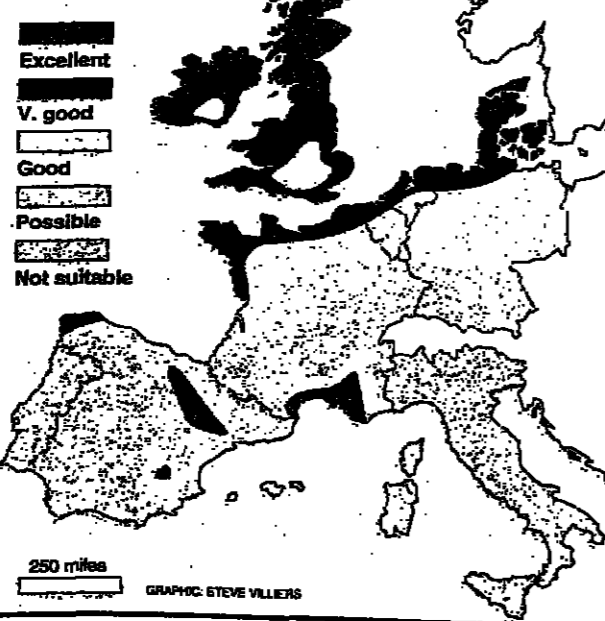 Excellent
V. good
Good
Possible
Not suitable
250 miles
GRAPHIC: STEVE VILLIERS